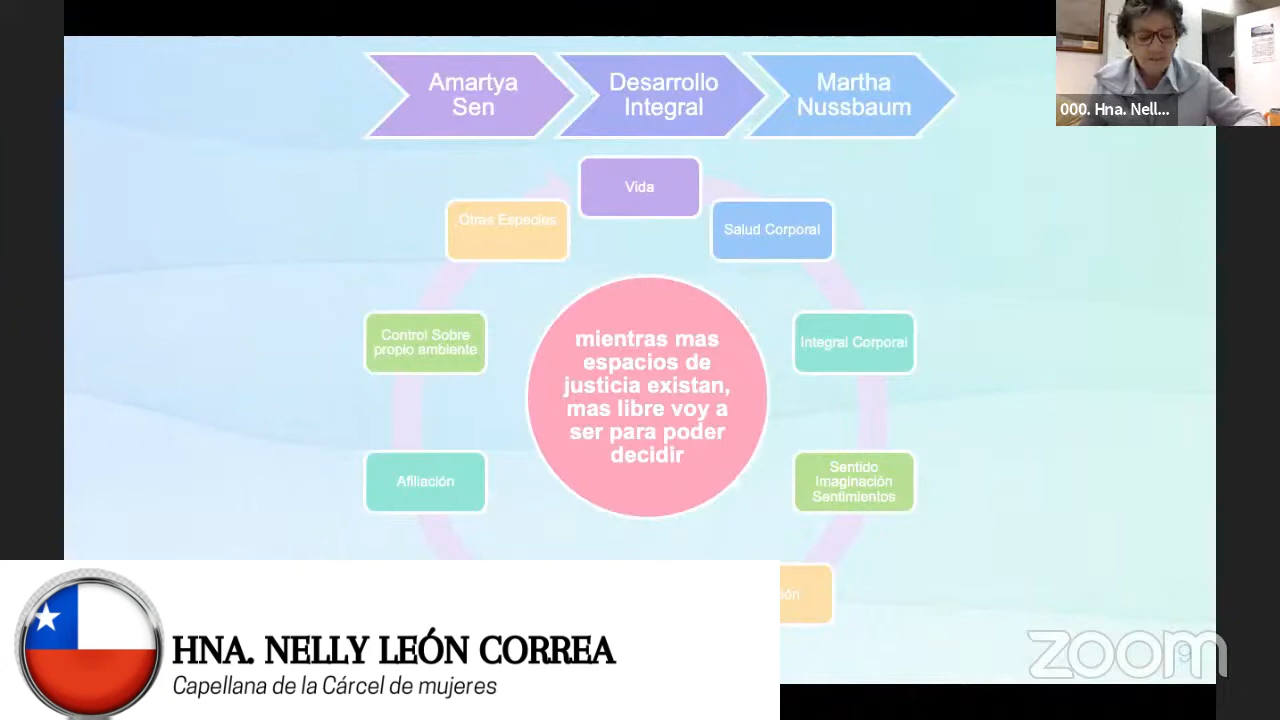 Amartya
Sen
Desarrollo
Integral
Martha
Nussbaum
000. Hna. Nell...
Vida
Otras Especies
Salud Corporal
Control Sobre
propio ambiente
Integral Corporal
mientras mas
espacios de
justicia existan,
mas libre voy a
ser para poder
decidir
Afiliación
Sentido
Imaginación
Sentimientos
HNA. NELLY LEÓN CORREA
Capellana de la Cárcel de mujeres
zoom
9